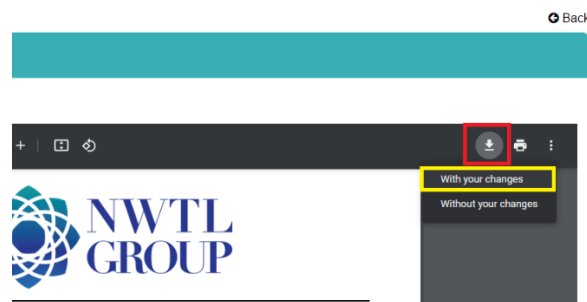 Back
With your changes
Without your changes
NWTL
GROUP